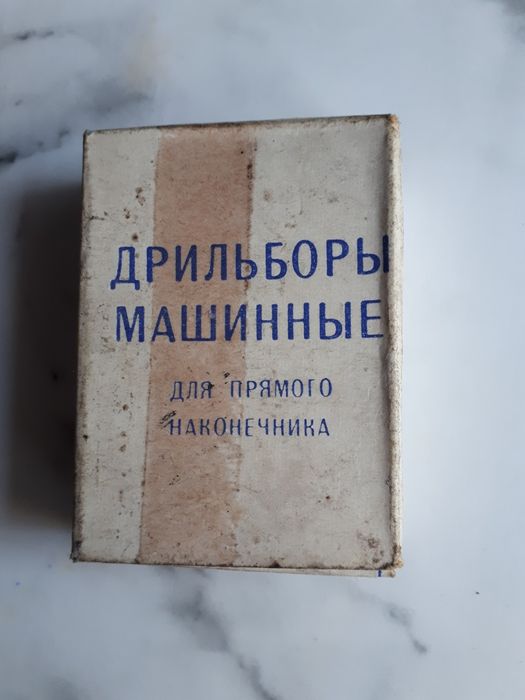 ДРИЛЬБОРЫ
МАШИННЫЕ
ДЛЯ ПРЯМОГО
НАКОНЕЧНИКА